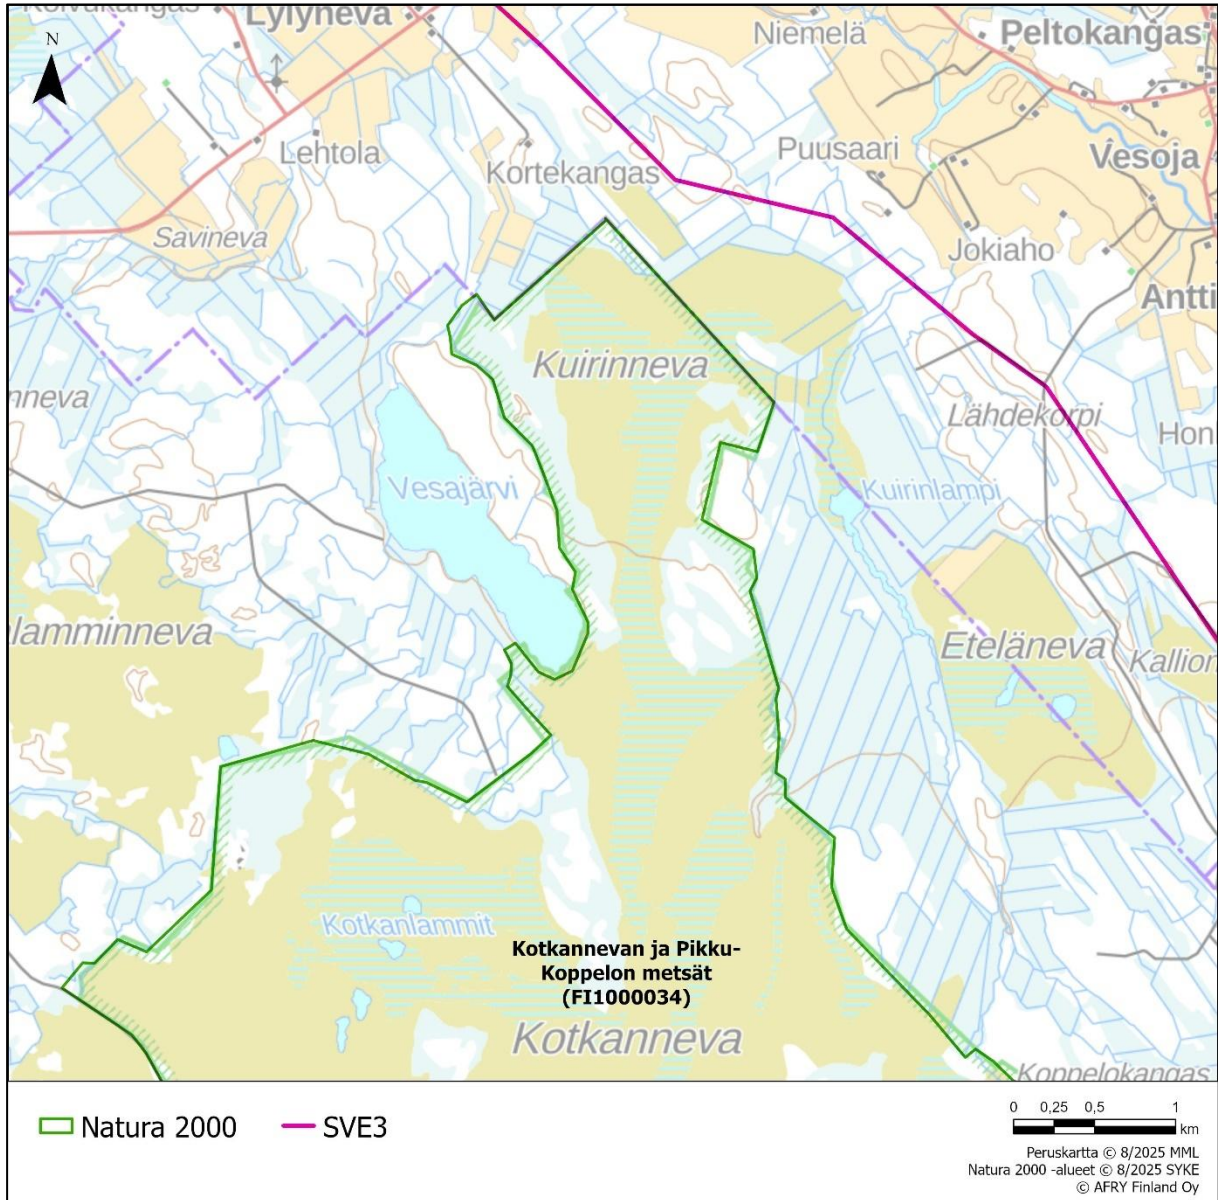 Koivukangas
Lylyneva
Niemelä
Peltokangas
N
Lehtola
Kortekangas
Puusaari
Vesoja
Savineva
Jokiaho
Antti
Kuirinneva
nneva
Lähdekorpi
Hon
Vesajärvi
Kuirinlampi
lamminneva
Eteläneva
Kallion
Kotkanlammit
Kotkannevan ja Pikku-
Koppelon metsät
(FI1000034)
Kotkanneva
Koppelokangas
Natura 2000
SVE3
0 0,25 0,5 1
km
Peruskartta © 8/2025 MML
Natura 2000 -alueet © 8/2025 SYKE
© AFRY Finland Oy